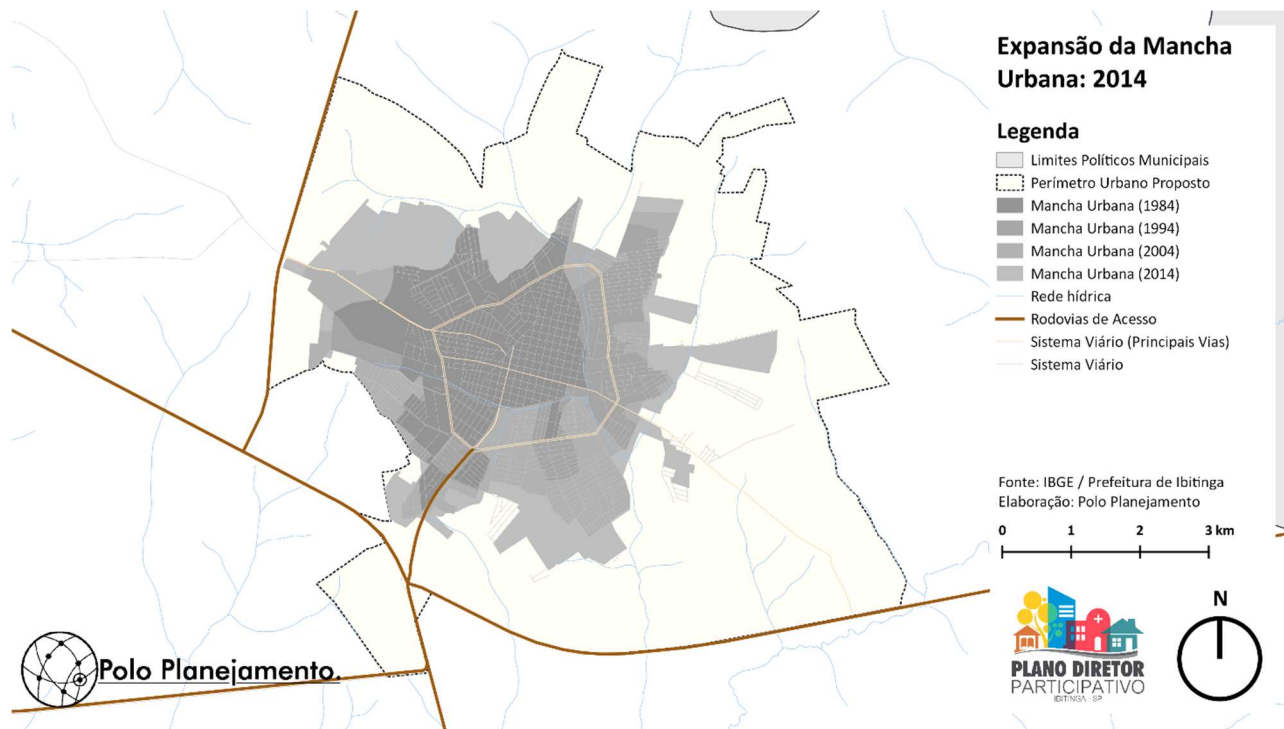 Expansão da Mancha
Urbana: 2014
Legenda
Limites Políticos Municipais
Perímetro Urbano Proposto
Mancha Urbana (1984)
Mancha Urbana (1994)
Mancha Urbana (2004)
Mancha Urbana (2014)
Rede hídrica
Rodovias de Acesso
Sistema Viário (Principais Vias)
Sistema Viário
Fonte: IBGE / Prefeitura de Ibitinga
Elaboração: Polo Planejamento
0 1 2 3 km
N
PLANO DIRETOR
PARTICIPATIVO
IBITINGA - SP
Polo Planejamento.